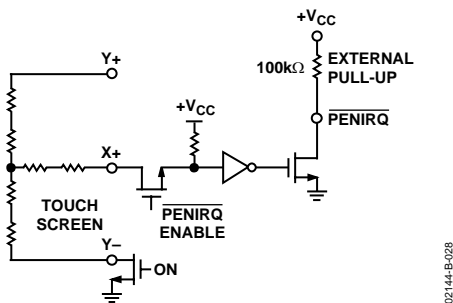 +VCC
Y+
100kΩ
EXTERNAL
PULL-UP
+VCC
PENIRQ
X+
TOUCH
SCREEN
PENIRQ
ENABLE
Y–
ON
02144-B-028